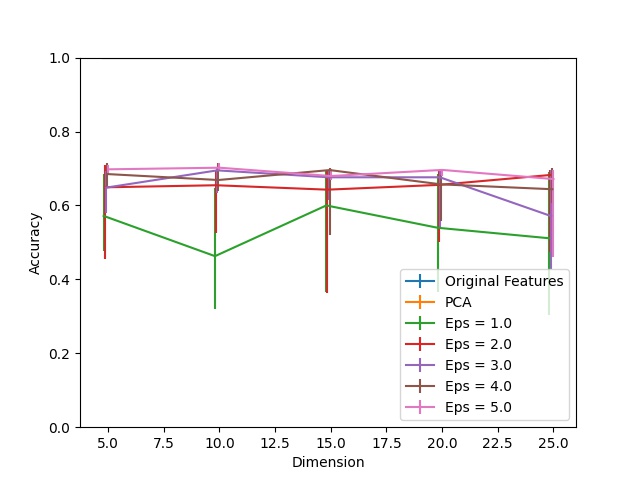 1.0
0.8
0.6
0.4
0.2
0.0
Accuracy
Original Features
PCA
Eps = 1.0
Eps = 2.0
Eps = 3.0
Eps = 4.0
Eps = 5.0
5.0 7.5 10.0 12.5 15.0 17.5 20.0 22.5 25.0
Dimension